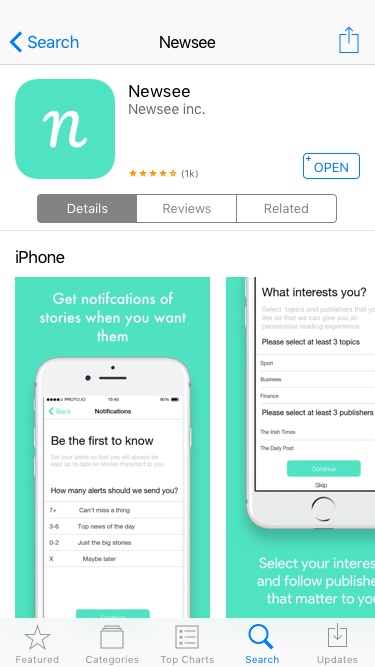 Search
Newsee
n
Newsee
Newsee inc.
(1k)
+ OPEN
Details
Reviews
Related
iPhone
Get notifcations of
stories when you want
them
PROTO.IO
15:40
90%
Back
Notifications
Be the first to know
Set your alerts so that you will always be
kept up to date on stories important to you
How many alerts should we send you?
7+ Can't miss a thing
3-6 Top news of the day
0-2 Just the big stories
X Maybe later
What interests you?
Select topics and publishers that you
like so that we can give you an
personalise reading experience
Please select at least 3 topics
Sport
Business
Finance
Please select at least 3 publishers
The Irish Times
The Daily Post
Continue
Skip
Select your interes
and follow publishe
that matter to you
Featured
Categories
Top Charts
Search
Updates